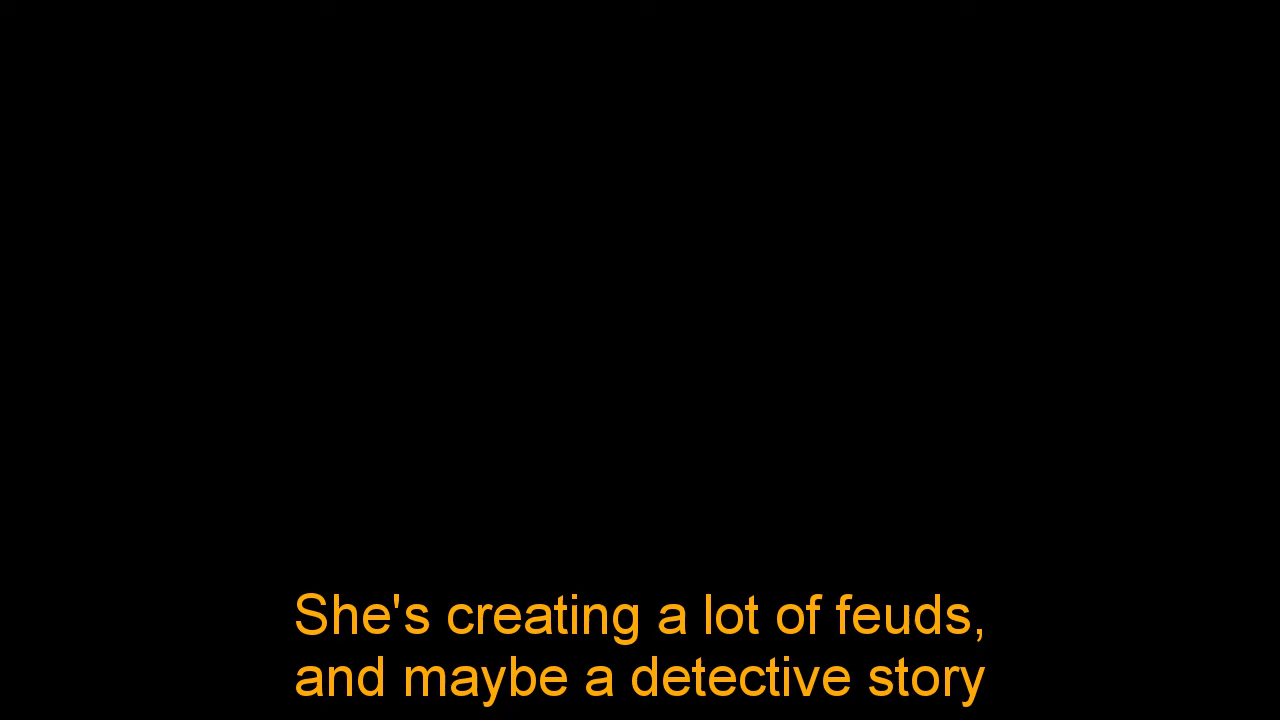 She's creating a lot of feuds,
and maybe a detective story